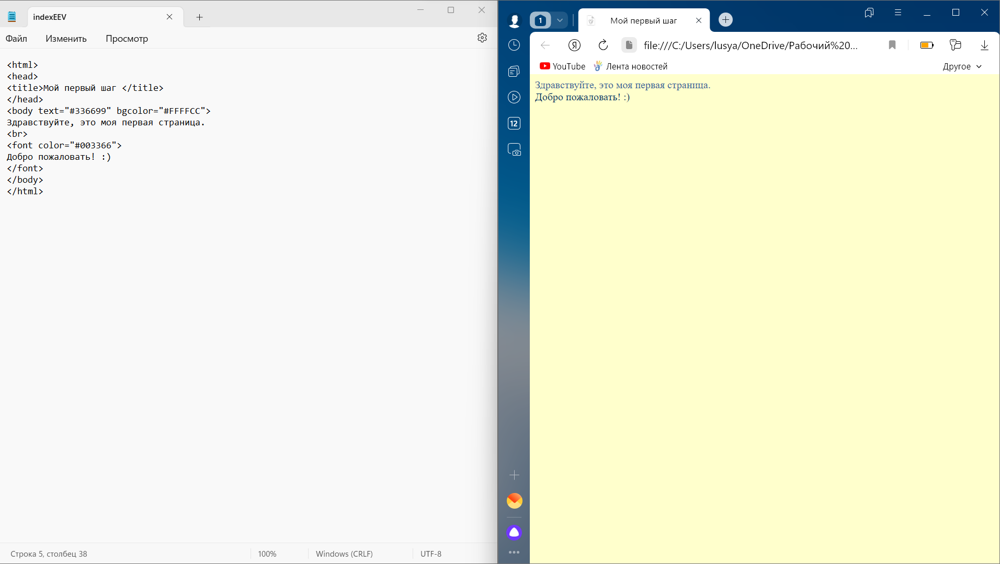 indexEEV
Файл Изменить Просмотр
<html>
<head>
<title>Мой первый шаг </title>
</head>
<body text="#336699" bgcolor="#FFFFCC">
Здравствуйте, это моя первая страница.
<br>
<font color="#003366">
Добро пожаловать! :)
</font>
</body>
</html>
Строка 5, столбец 38 100% Windows (CRLF) UTF-8
1 Мой первый шаг
Я file:///C:/Users/lusya/OneDrive/Рабочий%20...
YouTube Лента новостей Другое
12
Здравствуйте, это моя первая страница.
Добро пожаловать! :)